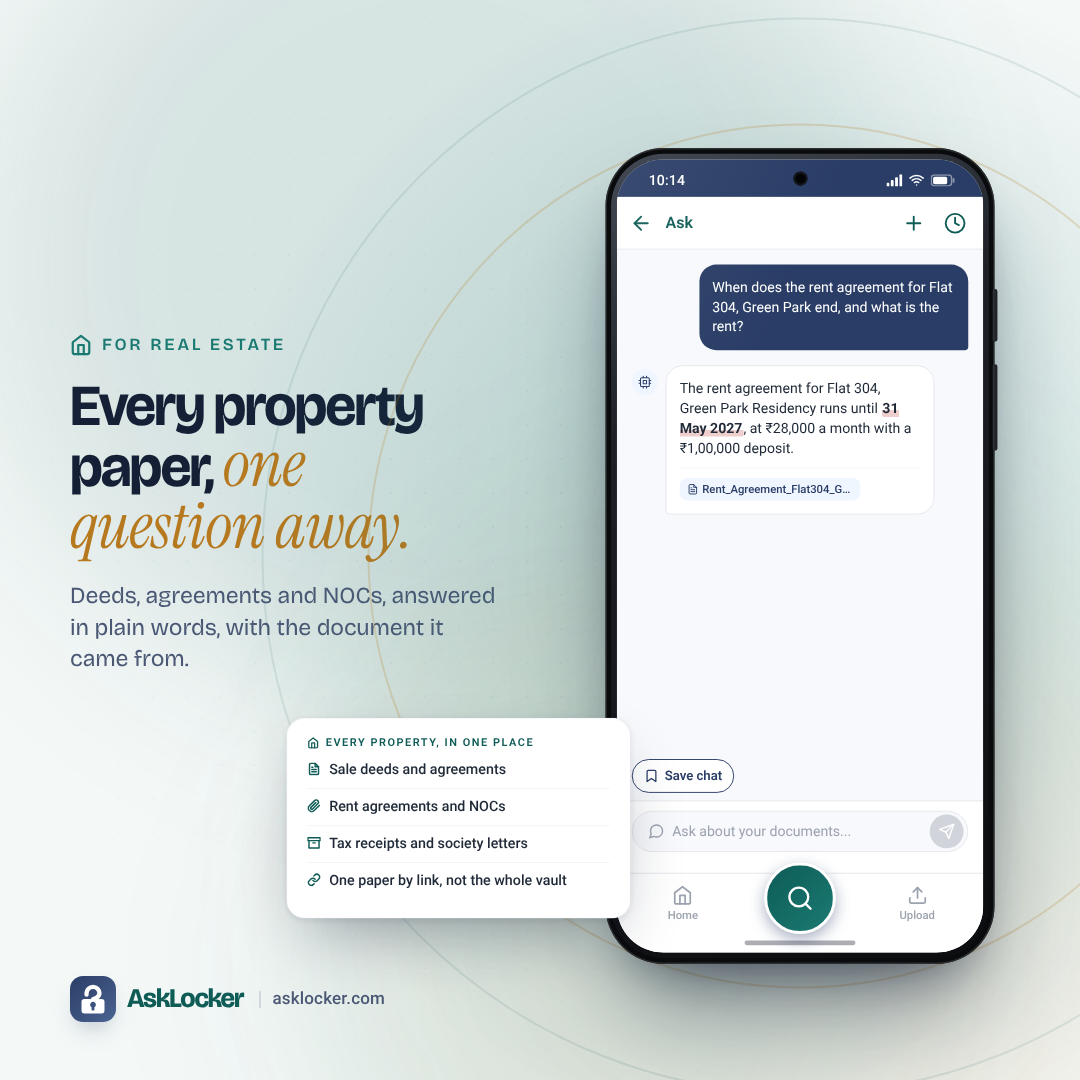 FOR REAL ESTATE
Every property
paper, one
question away.
Deeds, agreements and NOCs, answered
in plain words, with the document it
came from.
10:14
Ask
When does the rent agreement for Flat
304, Green Park end, and what is the
rent?
The rent agreement for Flat 304,
Green Park Residency runs until 31
May 2027, at ₹28,000 a month with a
₹1,00,000 deposit.
Rent_Agreement_Flat304_G...
Save chat
Ask about your documents...
Home
Upload
EVERY PROPERTY, IN ONE PLACE
Sale deeds and agreements
Rent agreements and NOCs
Tax receipts and society letters
One paper by link, not the whole vault
AskLocker
asklocker.com